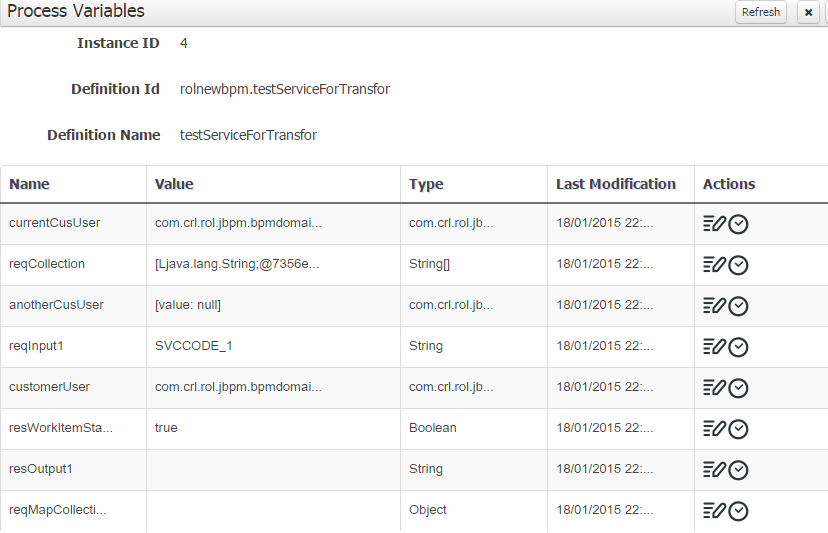 Process Variables Refresh ×
Instance ID 4
Definition Id rolnewbpm.testServiceForTransfor
Definition Name testServiceForTransfor
Name Value Type Last Modification Actions
currentCusUser com.crl.rol.jbpm.bpmdomai... com.crl.rol.jb... 18/01/2015 22:...
reqCollection [Ljava.lang.String;@7356e... String[] 18/01/2015 22:...
anotherCusUser [value: null] com.crl.rol.jb... 18/01/2015 22:...
reqInput1 SVCCODE_1 String 18/01/2015 22:...
customerUser com.crl.rol.jbpm.bpmdomai... com.crl.rol.jb... 18/01/2015 22:...
resWorkItemSta... true Boolean 18/01/2015 22:...
resOutput1 String 18/01/2015 22:...
reqMapCollecti... Object 18/01/2015 22:...